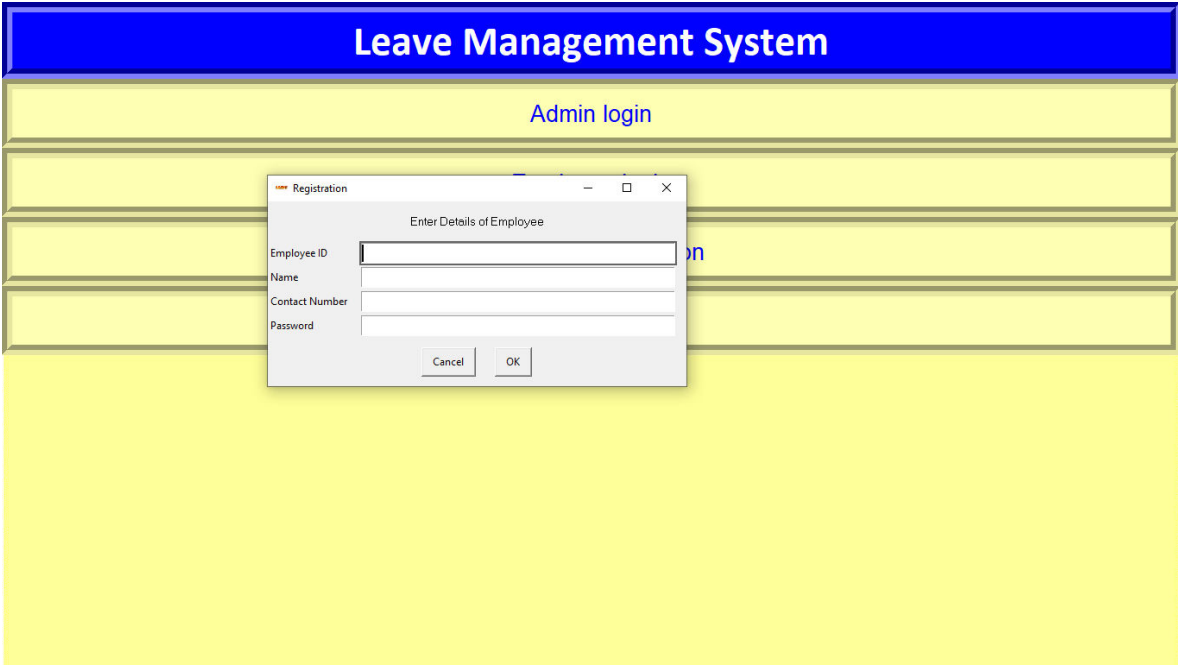 Leave Management System
Admin login
Registration
Enter Details of Employee
Employee ID
Name
Contact Number
Password
Cancel OK